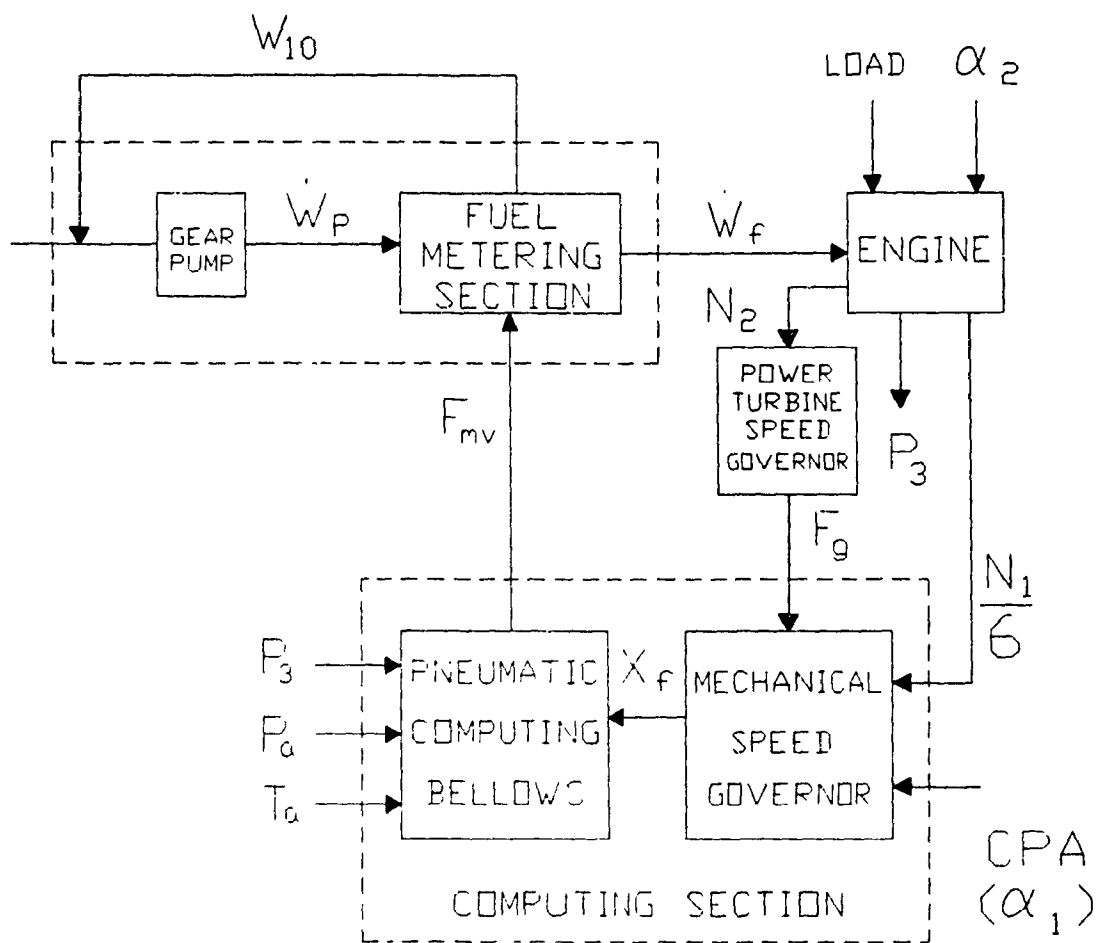 W10
LOAD α2
GEAR
PUMP
Ẇp
FUEL
METERING
SECTION
Ẇf
ENGINE
N2
POWER
TURBINE
SPEED
GOVERNOR
P3
Fmv
Fg
N1
6
P3
Pa
Ta
PNEUMATIC
COMPUTING
BELLOWS
Xf
MECHANICAL
SPEED
GOVERNOR
CPA
(α1)
COMPUTING SECTION